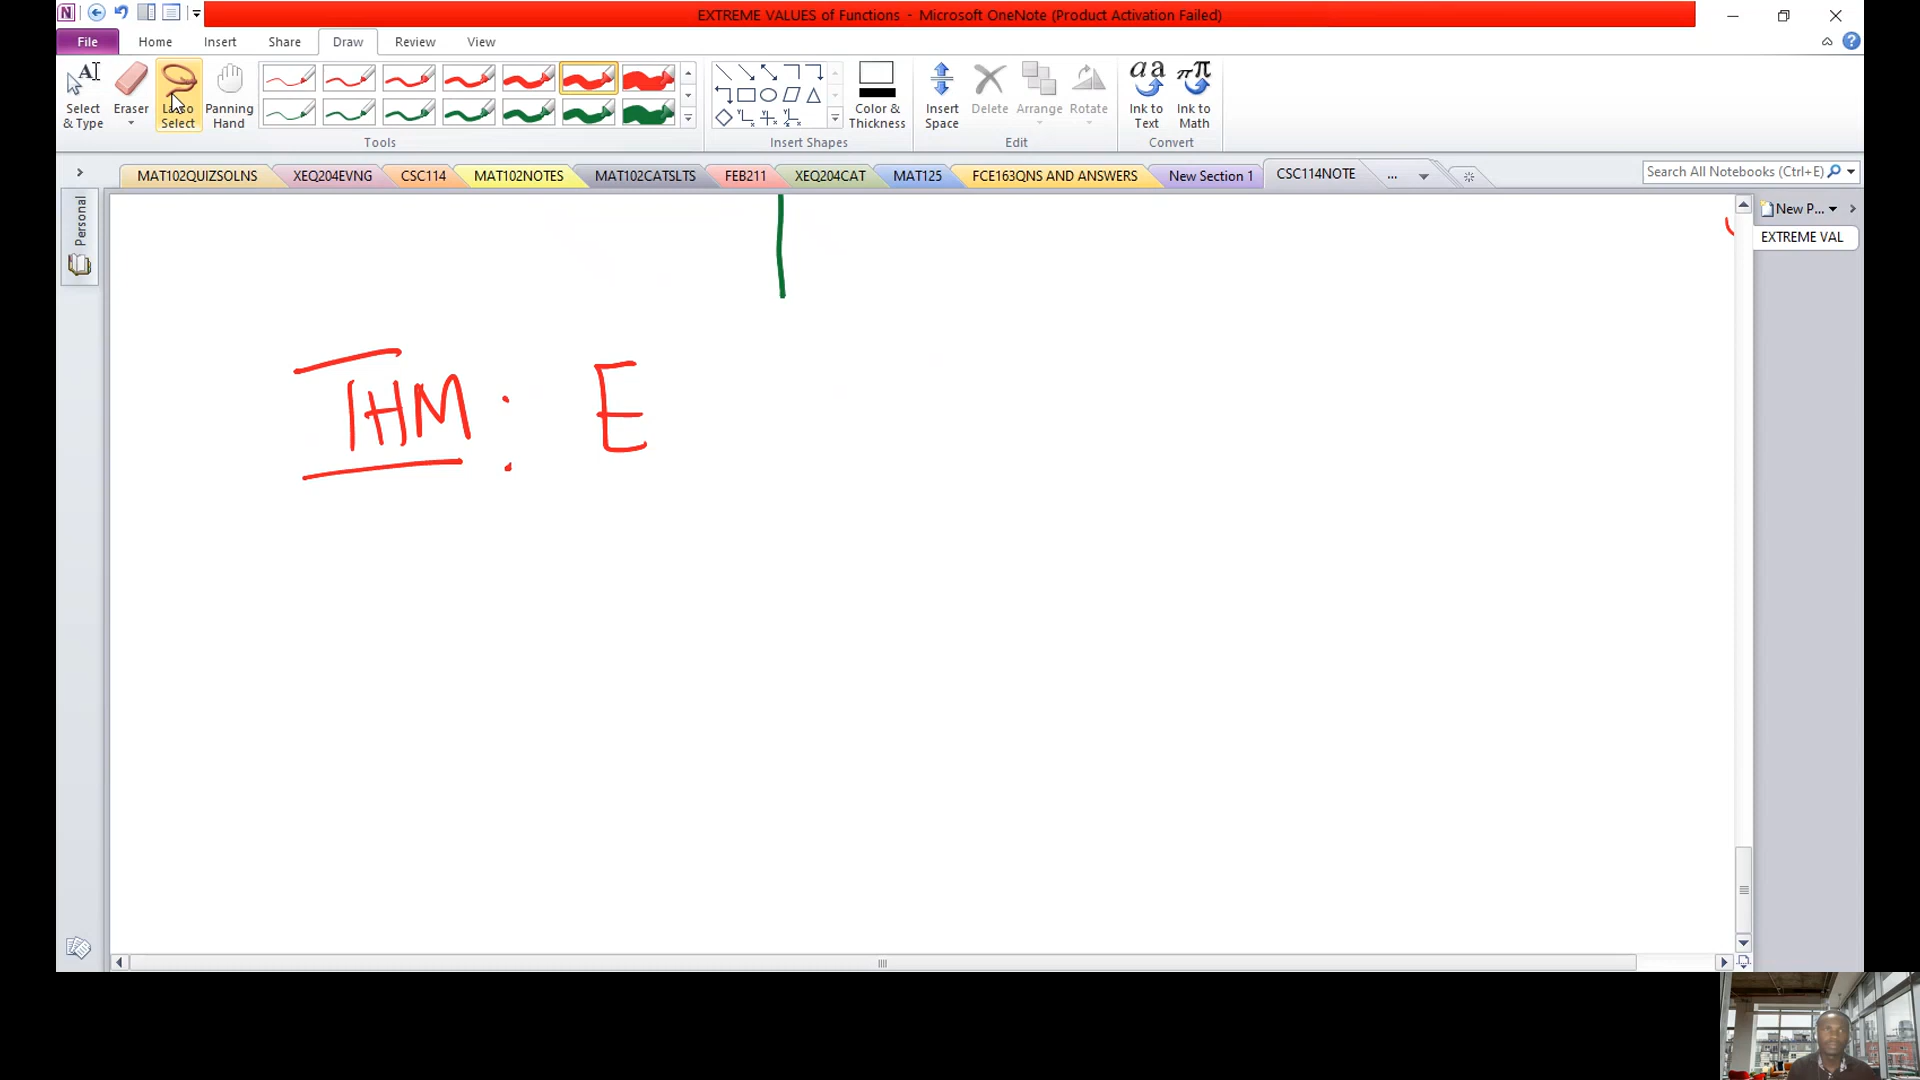 EXTREME VALUES of Functions - Microsoft OneNote (Product Activation Failed)
File Home Insert Share Draw Review View
Select & Type
Eraser
Lasso Select
Panning Hand
Color & Thickness
Insert Space
Delete
Arrange
Rotate
Ink to Text
Ink to Math
Tools
Insert Shapes
Edit
Convert
MAT102QUIZSOLNS XEQ204EVNG CSC114 MAT102NOTES MAT102CATSLTS FEB211 XEQ204CAT MAT125 FCE163QNS AND ANSWERS New Section 1 CSC114NOTE ...
Search All Notebooks (Ctrl+E)
Personal
New P...
EXTREME VAL
THM : E